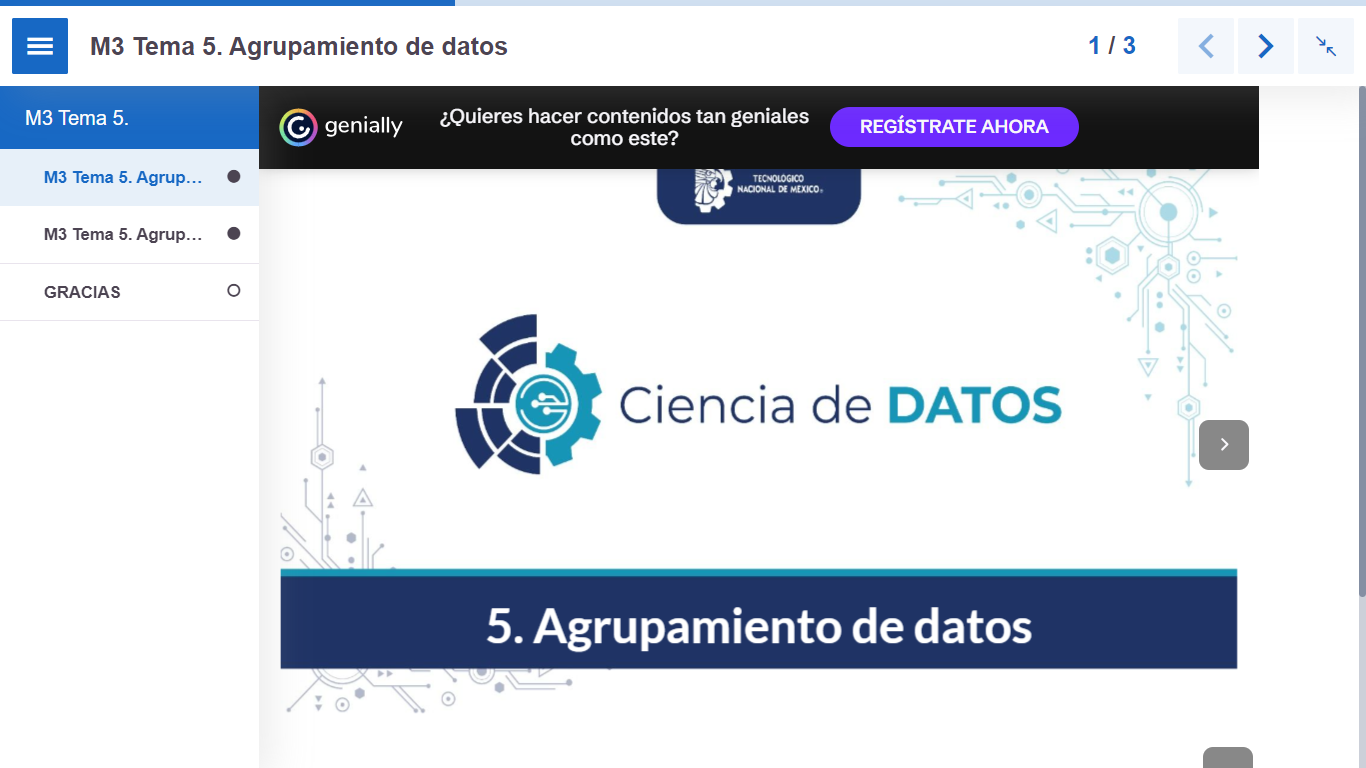 M3 Tema 5. Agrupamiento de datos
1 / 3
M3 Tema 5.
M3 Tema 5. Agrup...
M3 Tema 5. Agrup...
GRACIAS
genially
¿Quieres hacer contenidos tan geniales
como este?
REGÍSTRATE AHORA
TECNOLÓGICO
NACIONAL DE MÉXICO®
Ciencia de DATOS
5. Agrupamiento de datos